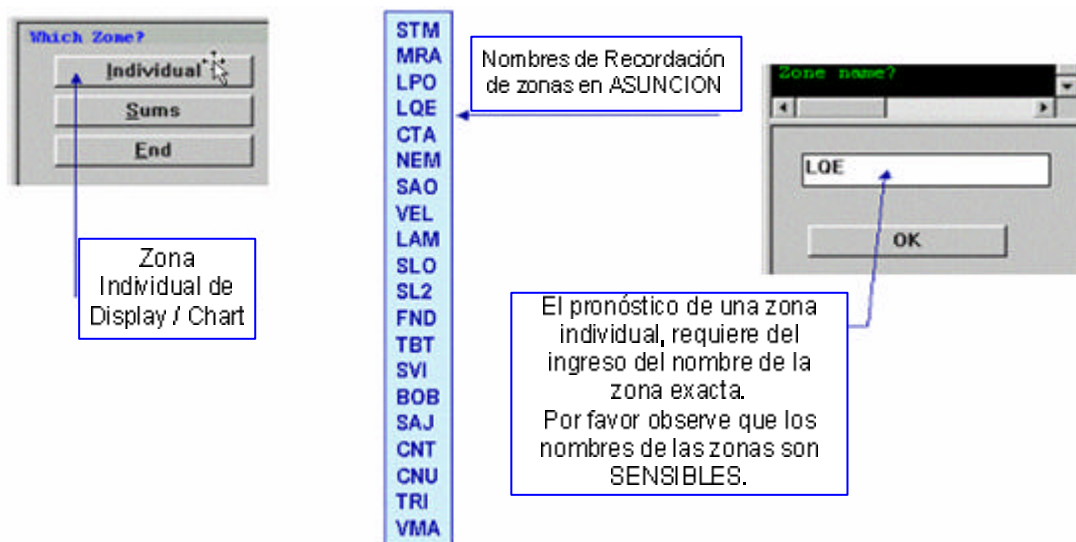 Which Zone?
Individual
Sums
End
Zona
Individual de
Display / Chart
STM
MRA
LPO
LQE
CTA
NEM
SAO
VEL
LAM
SLO
SL2
FND
TBT
SVI
BOB
SAJ
CNT
CNU
TRI
VMA
Nombres de Recordación
de zonas en ASUNCION
Zone name?
LQE
OK
El pronóstico de una zona
individual, requiere del
ingreso del nombre de la
zona exacta.
Por favor observe que los
nombres de las zonas son
SENSIBLES.